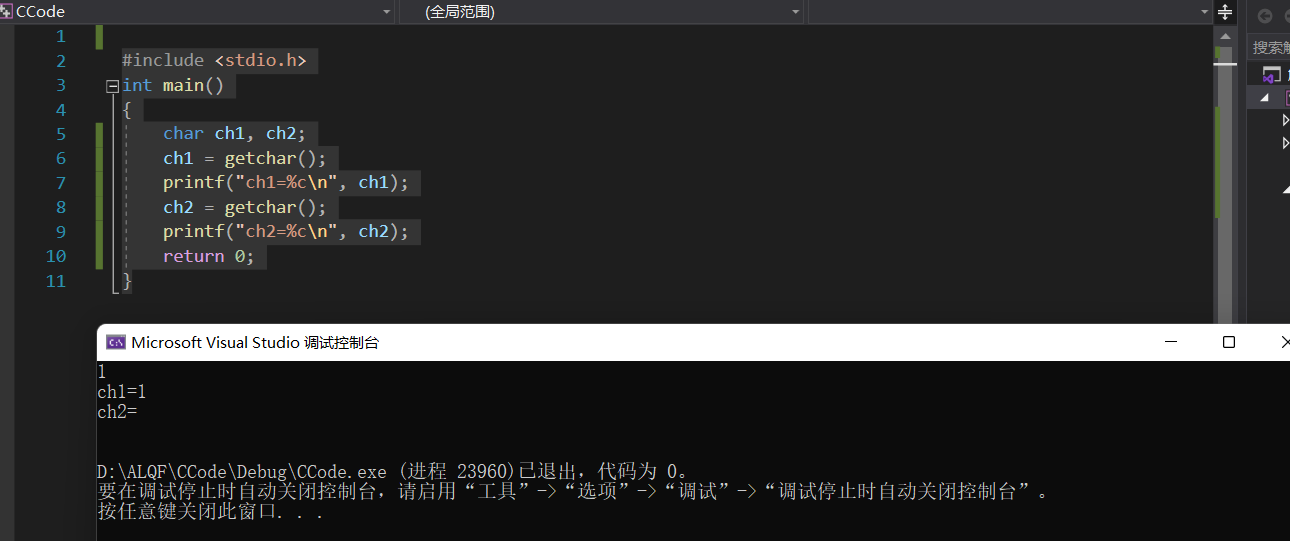 CCode
(全局范围)
搜索解
1
2 #include <stdio.h>
3 int main()
4 {
5 char ch1, ch2;
6 ch1 = getchar();
7 printf("ch1=%c\n", ch1);
8 ch2 = getchar();
9 printf("ch2=%c\n", ch2);
10 return 0;
11 }
C:\ Microsoft Visual Studio 调试控制台
1
ch1=1
ch2=
D:\ALQF\CCode\Debug\CCode.exe (进程 23960)已退出，代码为 0。
要在调试停止时自动关闭控制台，请启用“工具”->“选项”->“调试”->“调试停止时自动关闭控制台”。
按任意键关闭此窗口. . .